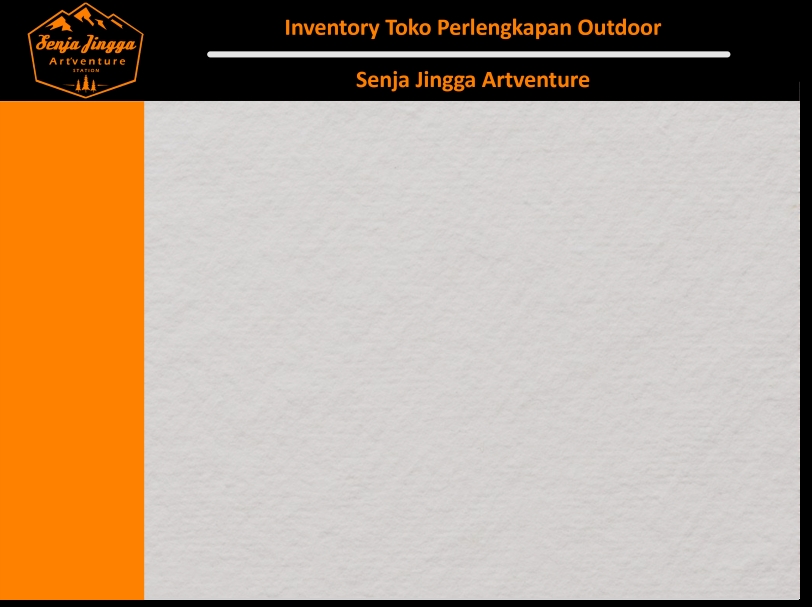 Senja Jingga
Artventure
STATION
Inventory Toko Perlengkapan Outdoor
Senja Jingga Artventure